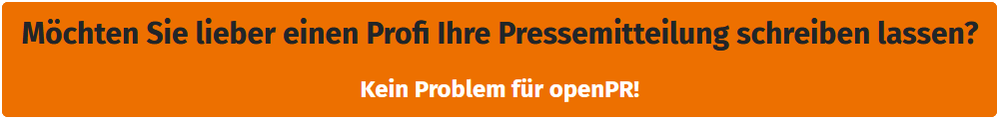 Möchten Sie lieber einen Profi Ihre Pressemitteilung schreiben lassen?
Kein Problem für openPR!